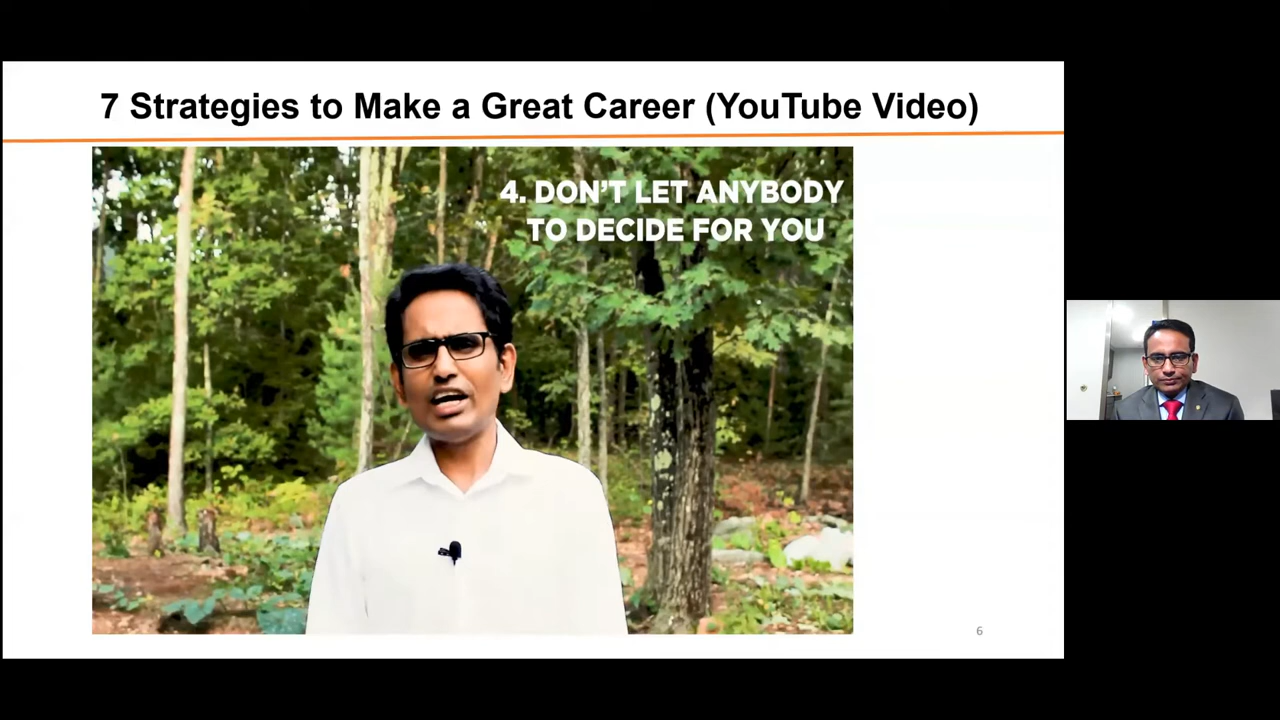 7 Strategies to Make a Great Career (YouTube Video)
4. DON'T LET ANYBODY
TO DECIDE FOR YOU
6